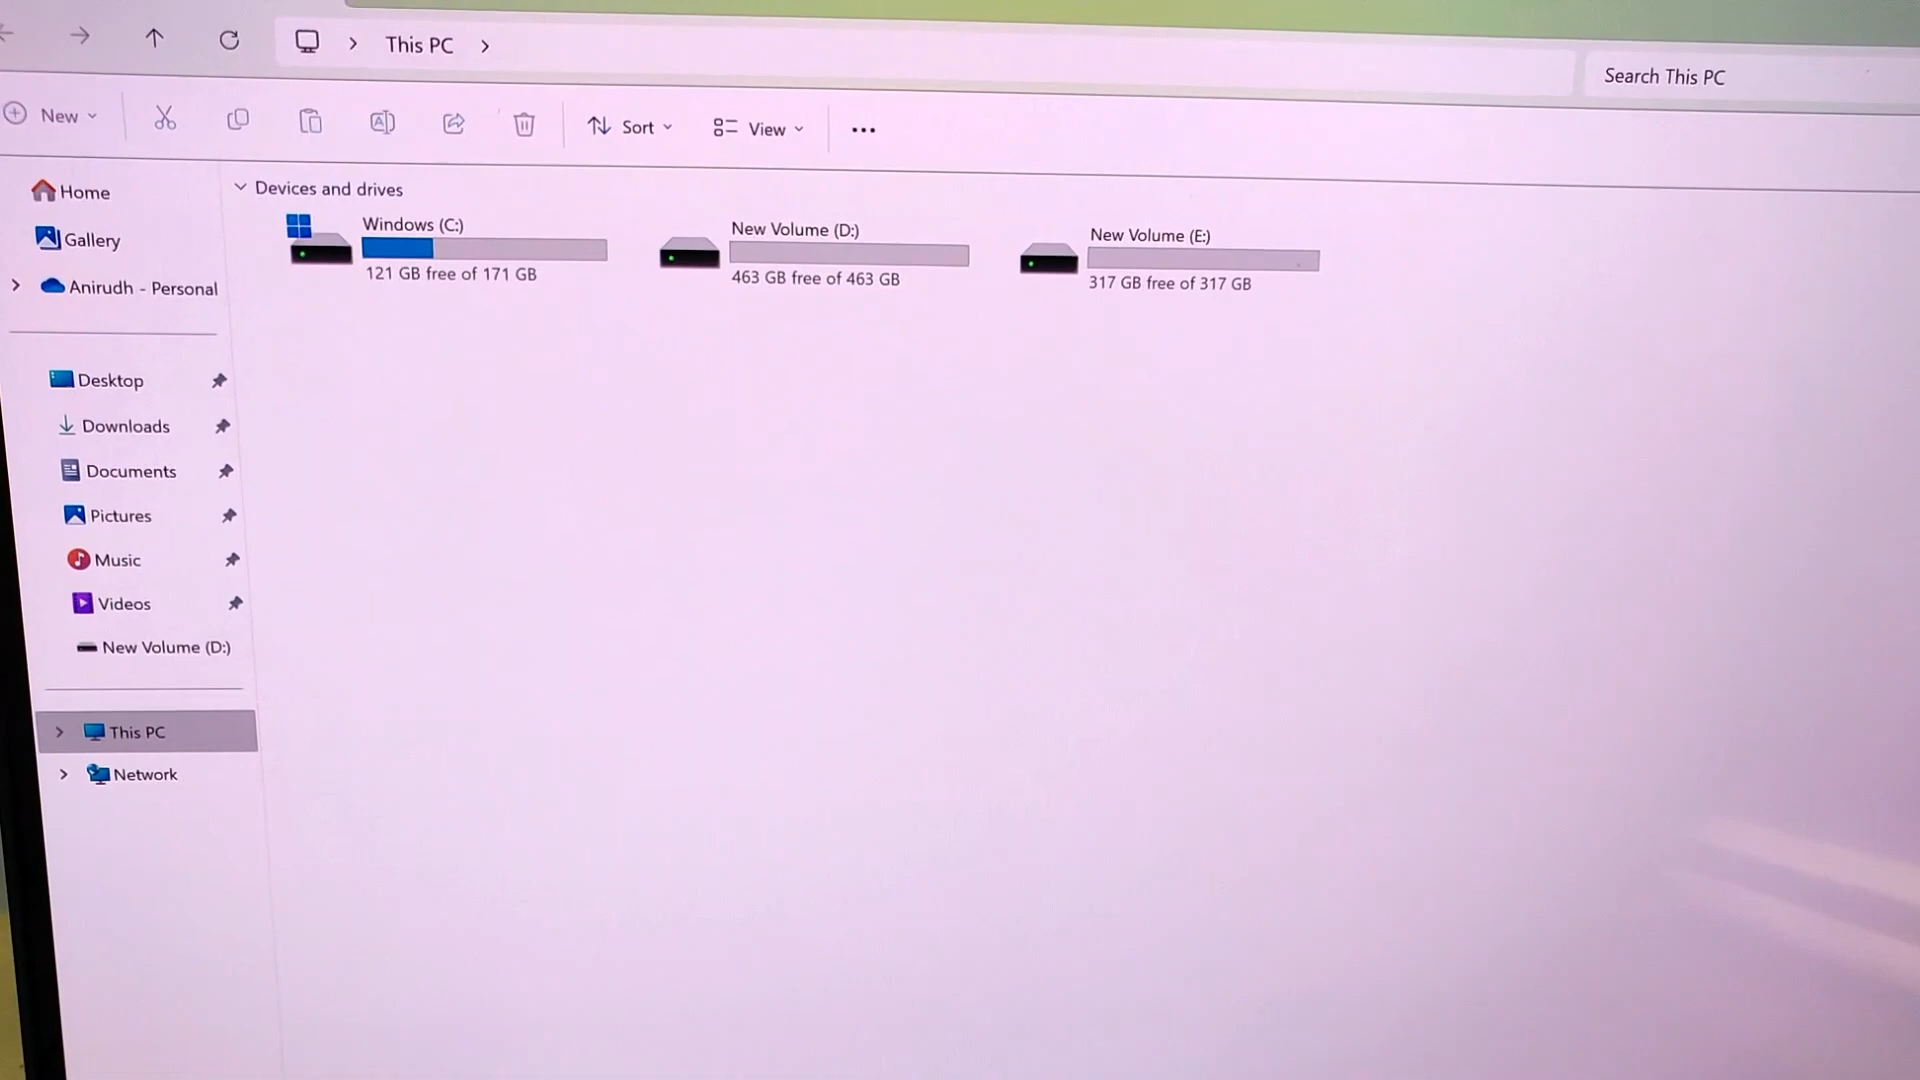 This PC
Search This PC
New
Sort
View
Home
Gallery
Anirudh - Personal
Desktop
Downloads
Documents
Pictures
Music
Videos
New Volume (D:)
This PC
Network
Devices and drives
Windows (C:)
121 GB free of 171 GB
New Volume (D:)
463 GB free of 463 GB
New Volume (E:)
317 GB free of 317 GB